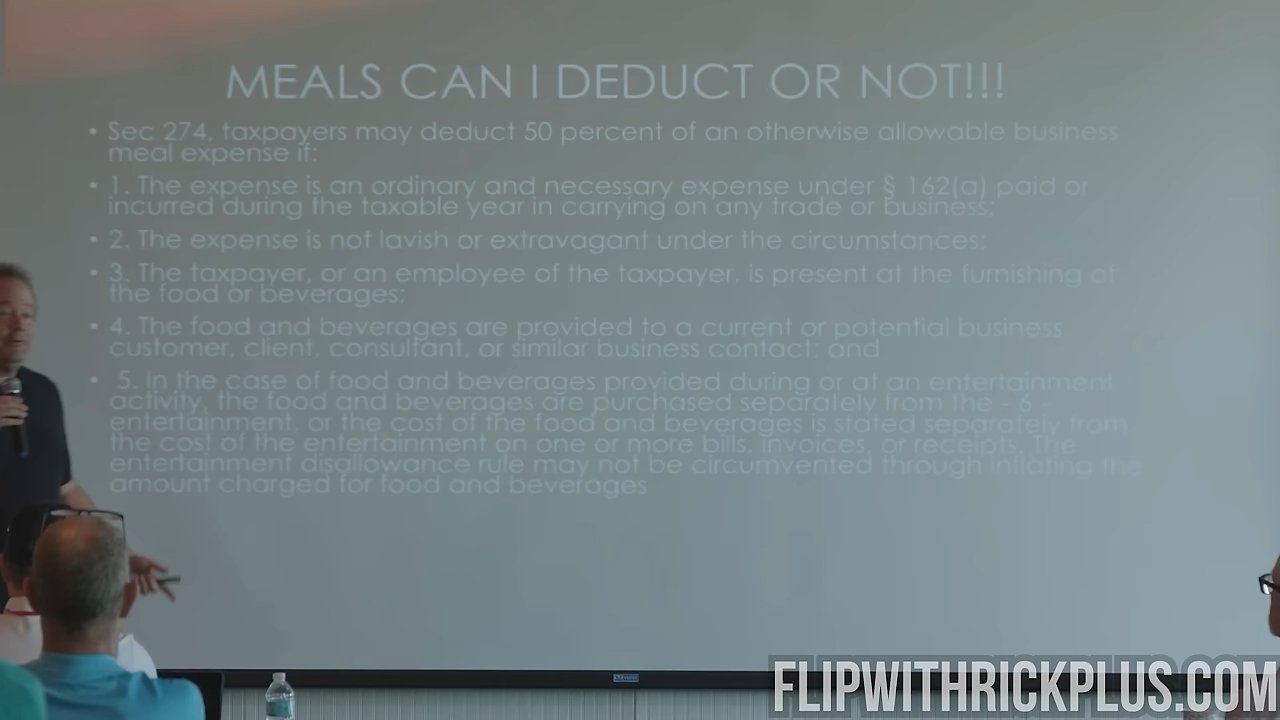 MEALS CAN I DEDUCT OR NOT!!!
• Sec 274, taxpayers may deduct 50 percent of an otherwise allowable business
meal expense if:
• 1. The expense is an ordinary and necessary expense under § 162(a) paid or
incurred during the taxable year in carrying on any trade or business;
• 2. The expense is not lavish or extravagant under the circumstances;
• 3. The taxpayer, or an employee of the taxpayer, is present at the furnishing of
the food or beverages;
• 4. The food and beverages are provided to a current or potential business
customer, client, consultant, or similar business contact; and
• 5. In the case of food and beverages provided during or at an entertainment
activity, the food and beverages are purchased separately from the - 6
entertainment, or the cost of the food and beverages is stated separately from
the cost of the entertainment on one or more bills, invoices, or receipts. The
entertainment disallowance rule may not be circumvented through inflating the
amount charged for food and beverages
FLIPWITHRICKPLUS.COM